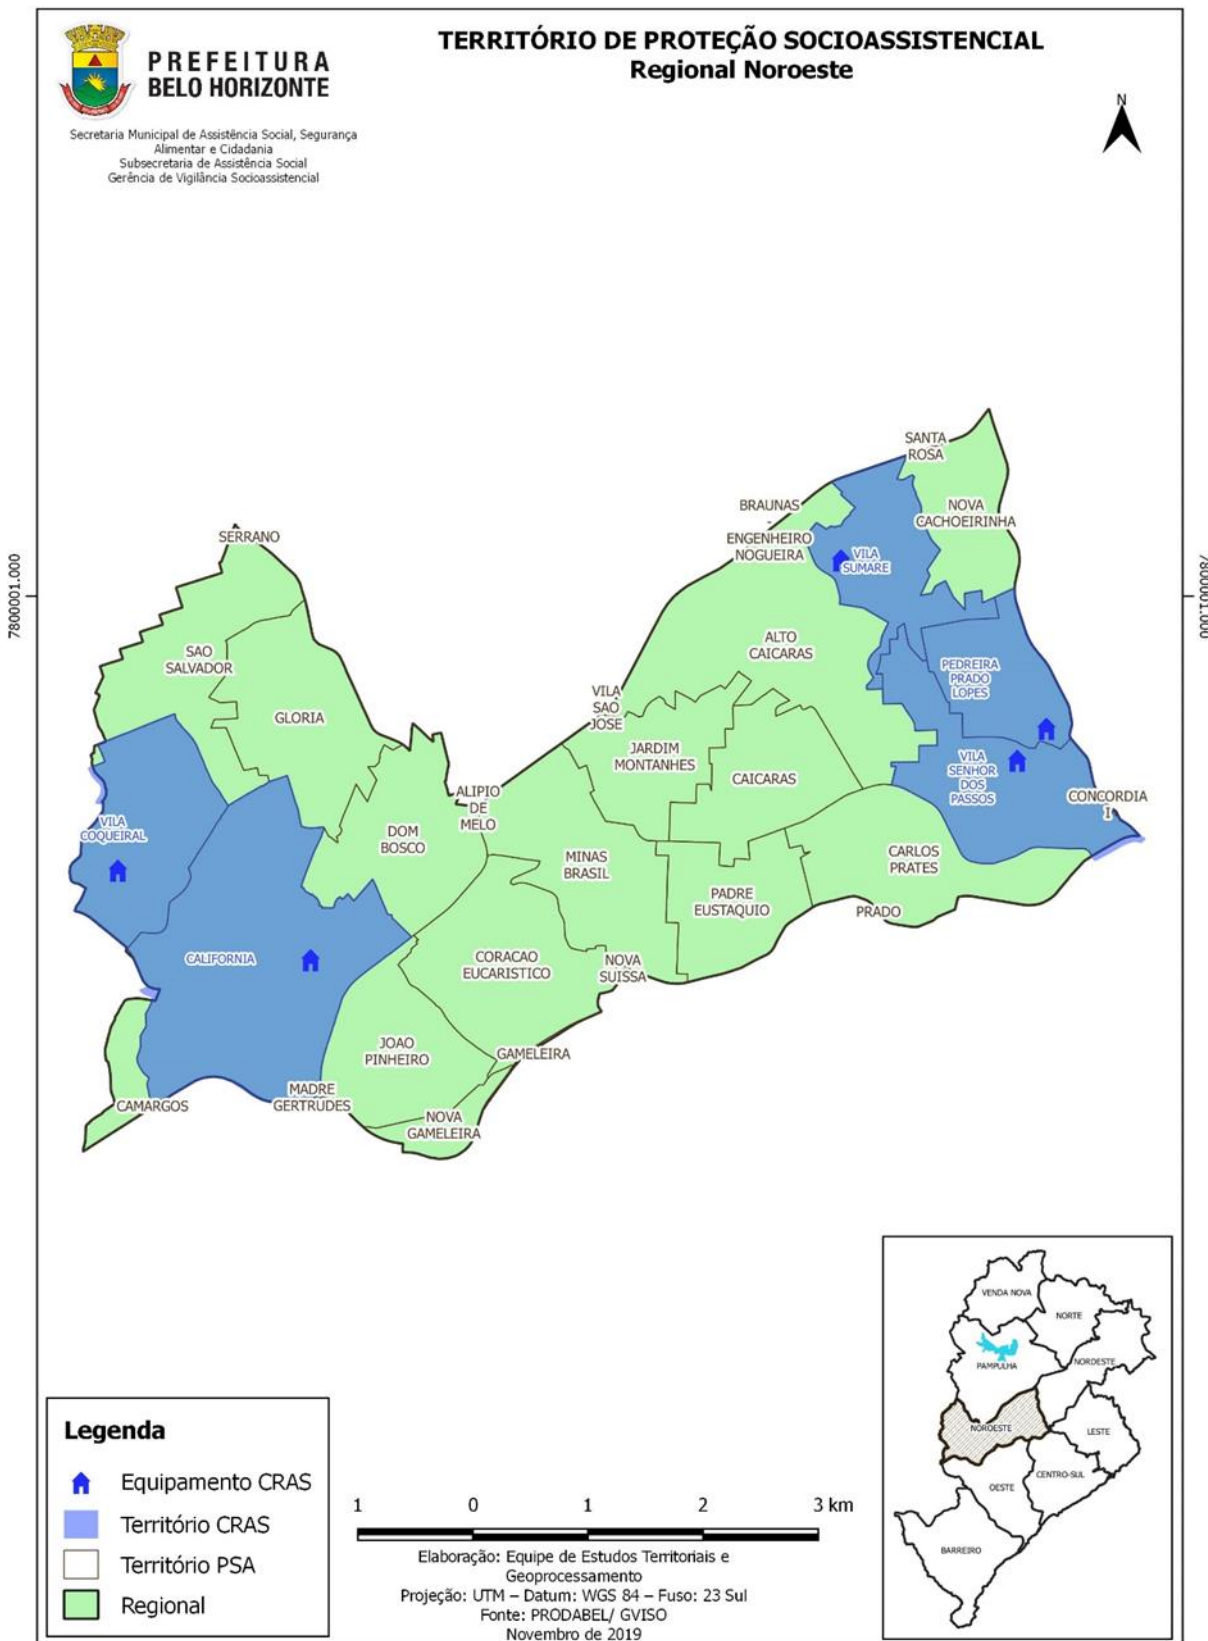 PREFEITURA
BELO HORIZONTE
Secretaria Municipal de Assistência Social, Segurança
Alimentar e Cidadania
Subsecretaria de Assistência Social
Gerência de Vigilância Socioassistencial
TERRITÓRIO DE PROTEÇÃO SOCIOASSISTENCIAL
Regional Noroeste
N
7800001.000
7800001.000
SANTA
ROSA
NOVA
CACHOEIRINHA
BRAUNAS
-
ENGENHEIRO
NOGUEIRA
VILA
SUMARE
SERRANO
SAO
SALVADOR
GLORIA
ALTO
CAICARAS
PEDREIRA
PRADO
LOPES
VILA
SAO
JOSE
JARDIM
MONTANHES
CAICARAS
VILA
SENHOR
DOS
PASSOS
CONCORDIA
I
VILA
COQUEIRAL
DOM
BOSCO
ALIPIO
DE
MELO
MINAS
BRASIL
CARLOS
PRATES
PADRE
EUSTAQUIO
PRADO
CALIFORNIA
CORACAO
EUCARISTICO
NOVA
SUISSA
JOAO
PINHEIRO
GAMELEIRA
CAMARGOS
MADRE
GERTRUDES
NOVA
GAMELEIRA
VENDA NOVA
NORTE
PAMPULHA
NORDESTE
NOROESTE
LESTE
OESTE
CENTRO-SUL
BARREIRO
Legenda
Equipamento CRAS
Território CRAS
Território PSA
Regional
1 0 1 2 3 km
Elaboração: Equipe de Estudos Territoriais e
Geoprocessamento
Projeção: UTM – Datum: WGS 84 – Fuso: 23 Sul
Fonte: PRODABEL/ GVISO
Novembro de 2019